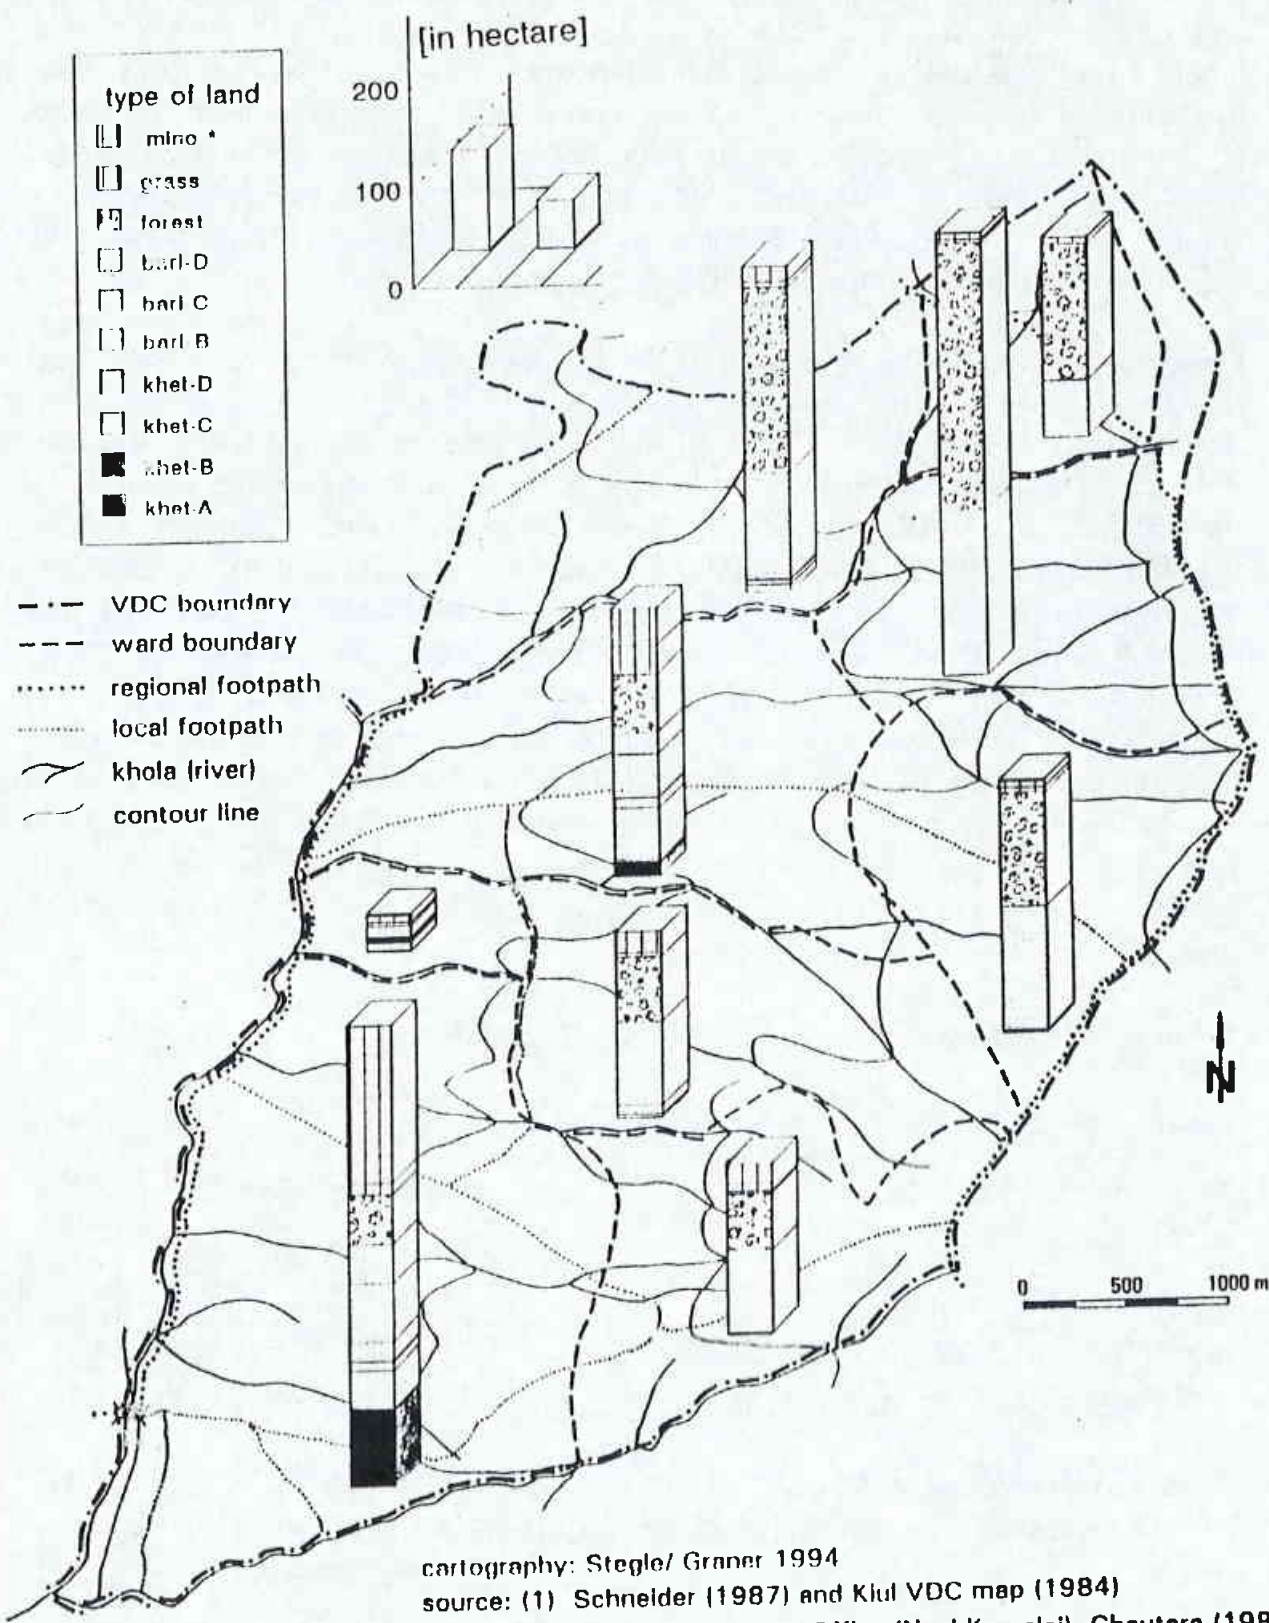 [in hectare]
200
100
0
type of land
mino *
grass
forest
bari-D
bari C
bari B
khet-D
khet-C
khet-B
khet-A
VDC boundary
ward boundary
regional footpath
local footpath
khola (river)
contour line
N
0 500 1000 m
cartography: Stegle/ Graner 1994
source: (1) Schneider (1987) and Kiul VDC map (1984)
Chautara